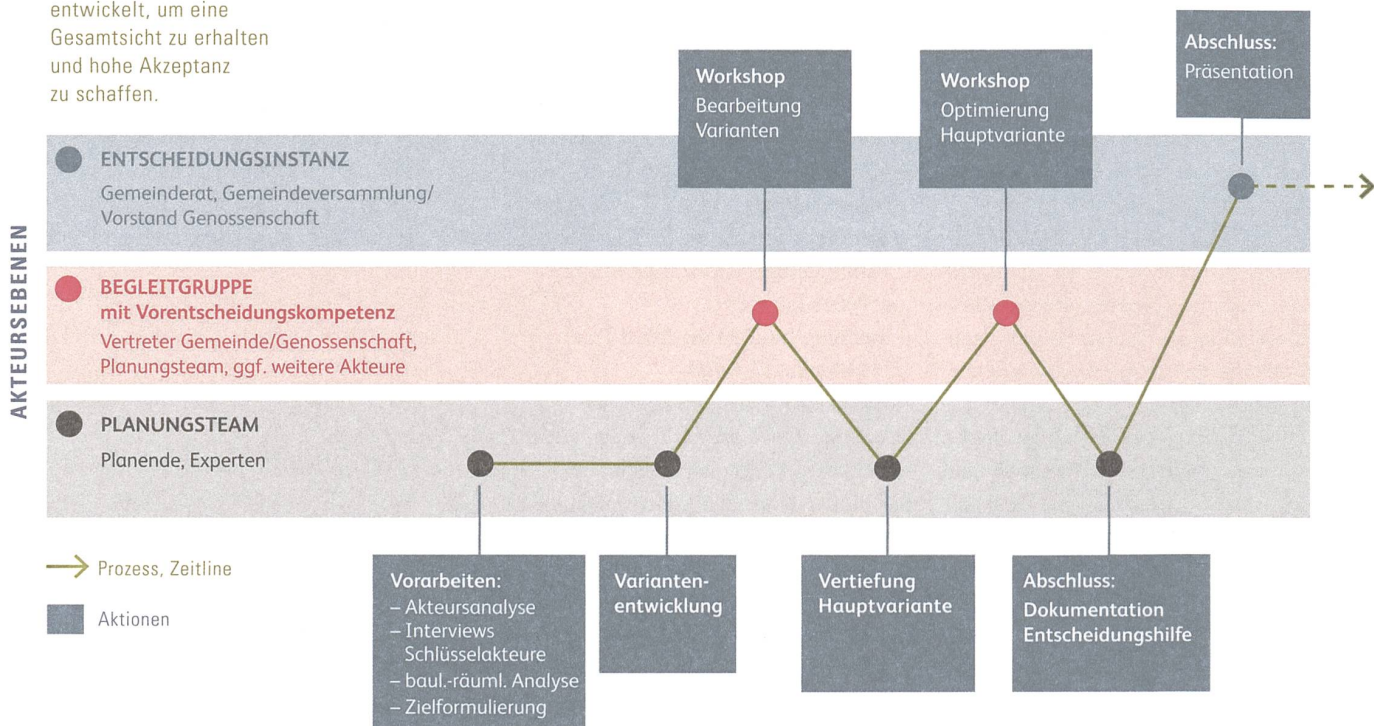 entwickelt, um eine
Gesamtsicht zu erhalten
und hohe Akzeptanz
zu schaffen.
Workshop
Bearbeitung
Varianten
Workshop
Optimierung
Hauptvariante
Abschluss:
Präsentation
AKTEURSEBENEN
ENTSCHEIDUNGSINSTANZ
Gemeinderat, Gemeindeversammlung/
Vorstand Genossenschaft
BEGLEITGRUPPE
mit Vorentscheidungskompetenz
Vertreter Gemeinde/Genossenschaft,
Planungsteam, ggf. weitere Akteure
PLANUNGSTEAM
Planende, Experten
Prozess, Zeitline
Aktionen
Vorarbeiten:
– Akteursanalyse
– Interviews
Schlüsselakteure
– baul.-räuml. Analyse
– Zielformulierung
Varianten-
entwicklung
Vertiefung
Hauptvariante
Abschluss:
Dokumentation
Entscheidungshilfe